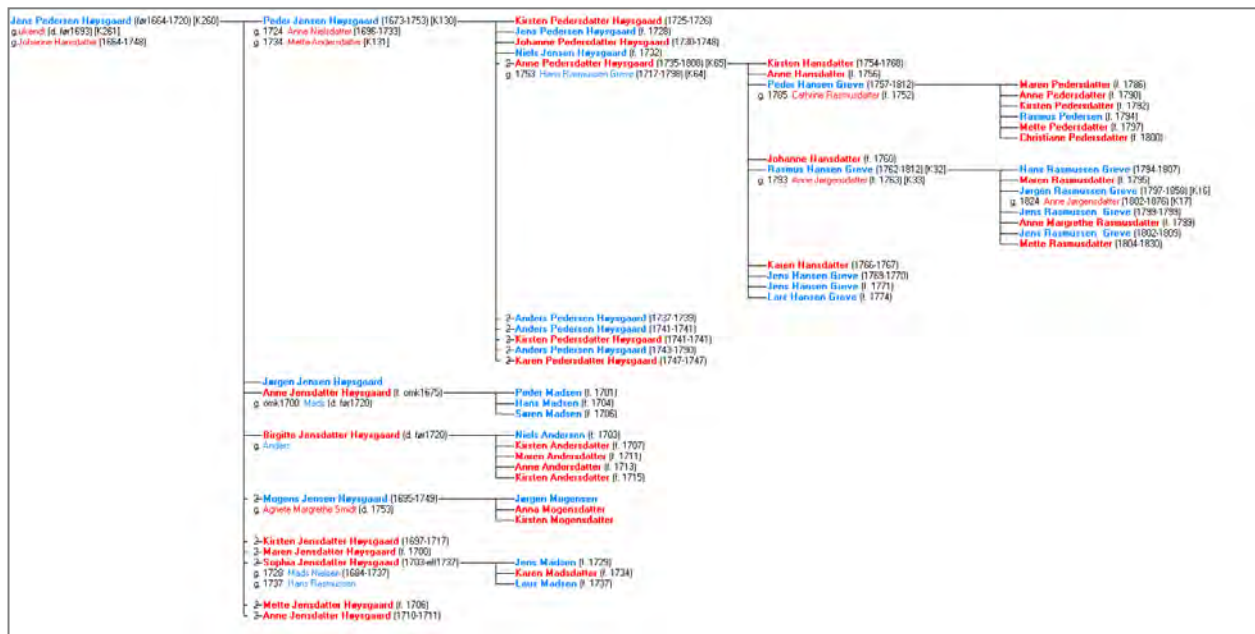 Jens Pedersen Høysgaard (før1664-1720) [K260]
g.ukendt (d. før1693) [K261]
g.Johanne Hansdatter (1664-1748)
Peder Jensen Høysgaard (1673-1753) [K130]
g. 1724 Anne Nielsdatter (1696-1733)
g. 1734 Mette Andersdatter [K131]
Kirsten Pedersdatter Høysgaard (1725-1726)
Jens Pedersen Høysgaard (f. 1728)
Johanne Pedersdatter Høysgaard (1730-1748)
Niels Jensen Høysgaard (f. 1732)
2-Anne Pedersdatter Høysgaard (1735-1808) [K65]
g. 1753 Hans Rasmussen Greve (1717-1798) [K64]
Kirsten Hansdatter (1754-1768)
Anne Hansdatter (f. 1756)
Peder Hansen Greve (1757-1812)
g. 1785 Cathrine Rasmusdatter (f. 1752)
Maren Pedersdatter (f. 1786)
Anne Pedersdatter (f. 1790)
Kirsten Pedersdatter (f. 1792)
Rasmus Pedersen (f. 1794)
Mette Pedersdatter (f. 1797)
Christiane Pedersdatter (f. 1800)
Johanne Hansdatter (f. 1760)
Rasmus Hansen Greve (1762-1812) [K32]
g. 1793 Anne Jørgensdatter (f. 1763) [K33]
Hans Rasmussen Greve (1794-1807)
Maren Rasmusdatter (f. 1795)
Jørgen Rasmussen Greve (1797-1858) [K16]
g. 1824 Anne Jørgensdatter (1802-1876) [K17]
Jens Rasmussen Greve (1799-1799)
Anne Margrethe Rasmusdatter (f. 1799)
Jens Rasmussen Greve (1802-1809)
Mette Rasmusdatter (1804-1830)
Karen Hansdatter (1766-1767)
Jens Hansen Greve (1769-1770)
Jens Hansen Greve (f. 1771)
Lars Hansen Greve (f. 1774)
2-Anders Pedersen Høysgaard (1737-1739)
2-Anders Pedersen Høysgaard (1741-1741)
2-Kirsten Pedersdatter Høysgaard (1741-1741)
2-Anders Pedersen Høysgaard (1743-1790)
2-Karen Pedersdatter Høysgaard (1747-1747)
Jørgen Jensen Høysgaard
Anne Jensdatter Høysgaard (f. omk1675)
g. omk1700 Mads (d. før1720)
Peder Madsen (f. 1701)
Hans Madsen (f. 1704)
Søren Madsen (f. 1706)
Birgitte Jensdatter Høysgaard (d. før1720)
g. Anders
Niels Andersen (f. 1703)
Kirsten Andersdatter (f. 1707)
Maren Andersdatter (f. 1711)
Anne Andersdatter (f. 1713)
Kirsten Andersdatter (f. 1715)
2-Mogens Jensen Høysgaard (1695-1749)
g. Agnete Margrethe Smidt (d. 1753)
Jørgen Mogensen
Anna Mogensdatter
Kirsten Mogensdatter
2-Kirsten Jensdatter Høysgaard (1697-1717)
2-Maren Jensdatter Høysgaard (f. 1700)
2-Sophia Jensdatter Høysgaard (1703-eft1737)
g. 1728 Mads Nielsen (1684-1737)
g. 1737 Hans Rasmussen
Jens Madsen (f. 1729)
Karen Madsdatter (f. 1734)
Laus Madsen (f. 1737)
2-Mette Jensdatter Høysgaard (f. 1706)
2-Anne Jensdatter Høysgaard (1710-1711)